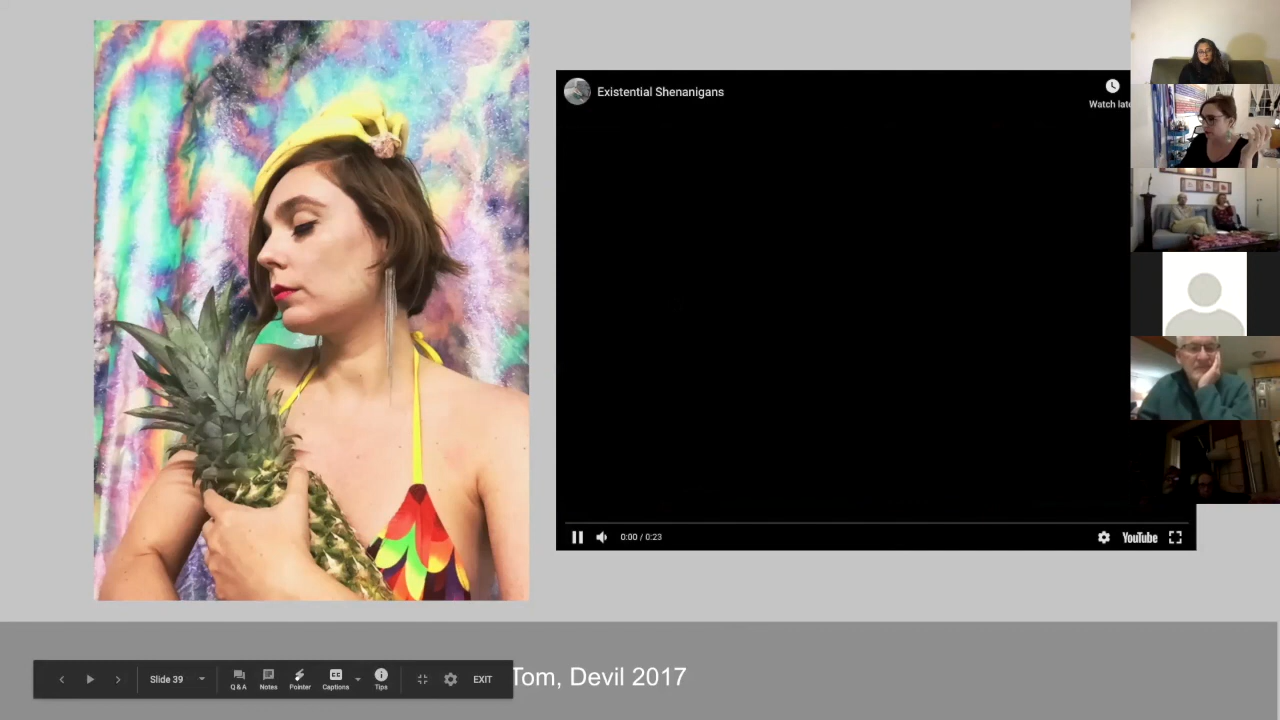 Existential Shenanigans
Watch late
0:00 / 0:23
YouTube
Tom, Devil 2017
Slide 39
Q & A
Notes
Pointer
CC
Captions
Tips
EXIT